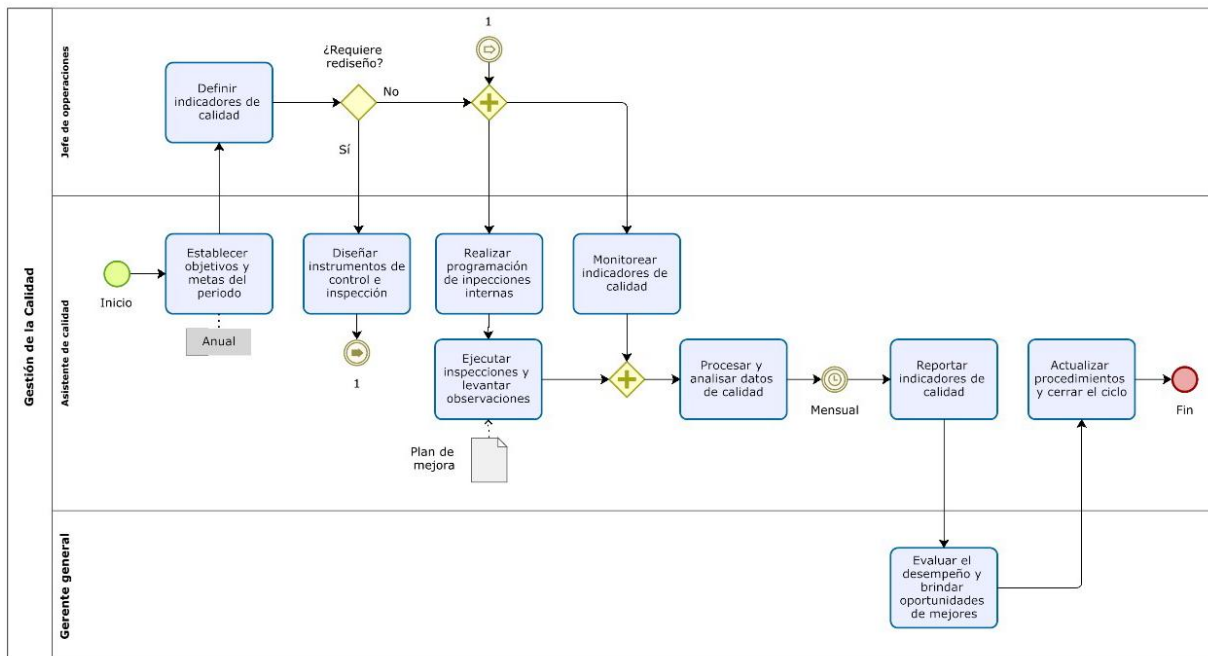 Gestión de la Calidad
Jefe de opperaciones
Definir
indicadores de
calidad
¿Requiere
rediseño?
No
Sí
1
Asistente de calidad
Inicio
Establecer
objetivos y
metas del
periodo
Anual
Diseñar
instrumentos de
control e
inspección
1
Realizar
programación
de inpecciones
internas
Monitorear
indicadores de
calidad
Ejecutar
inspecciones y
levantar
observaciones
Plan de
mejora
Procesar y
analisar datos
de calidad
Mensual
Reportar
indicadores de
calidad
Actualizar
procedimientos
y cerrar el ciclo
Fin
Gerente general
Evaluar el
desempeño y
brindar
oportunidades
de mejores